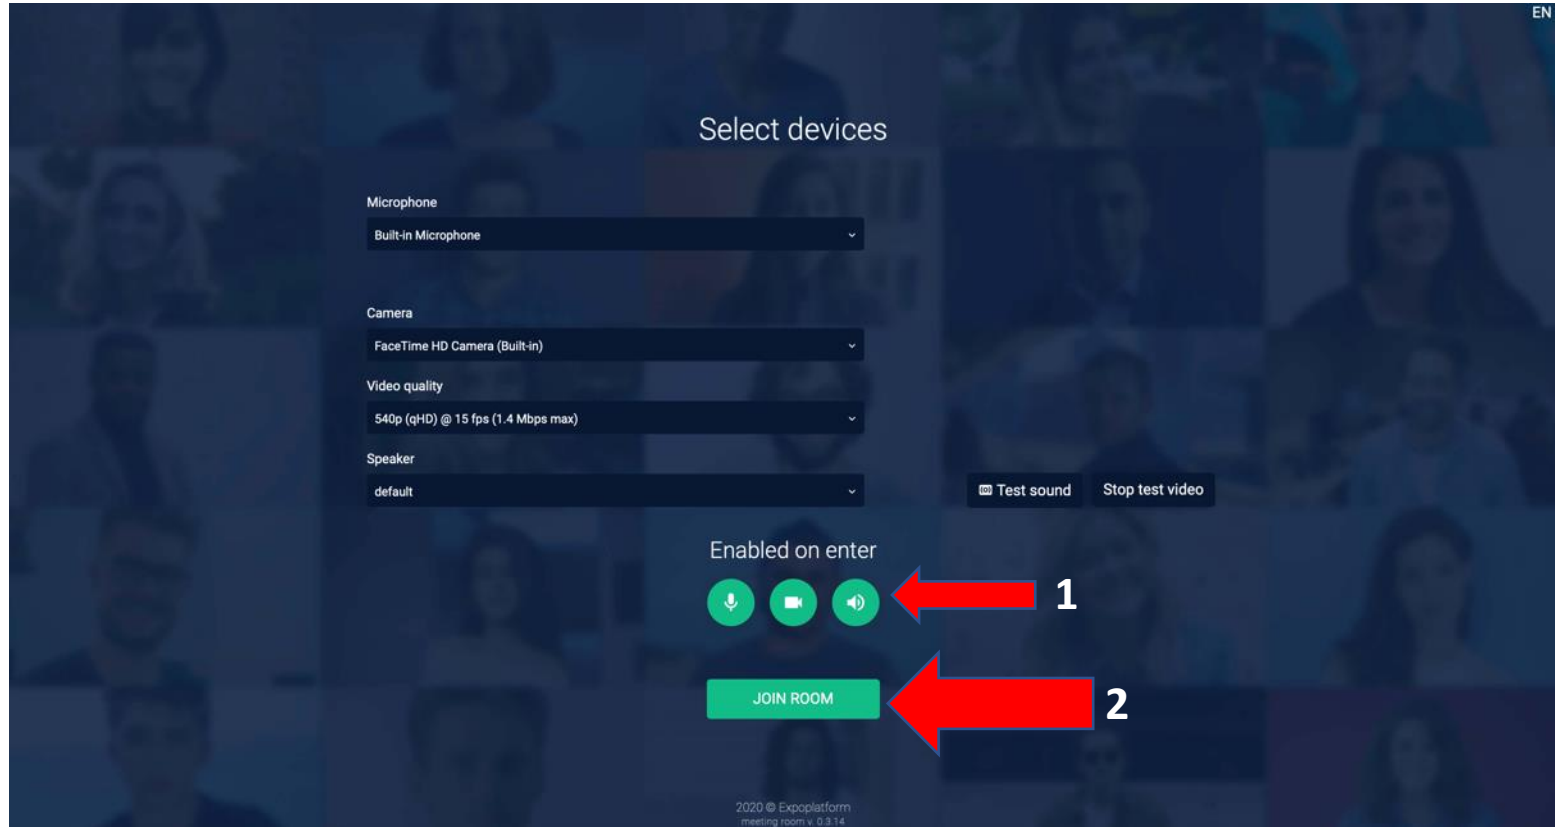 EN
Select devices
Microphone
Built-in Microphone
Camera
FaceTime HD Camera (Built-in)
Video quality
540p (qHD) @ 15 fps (1.4 Mbps max)
Speaker
default
Test sound
Stop test video
Enabled on enter
1
JOIN ROOM
2
2020 © Expoplatform
meeting room v. 0.3.14